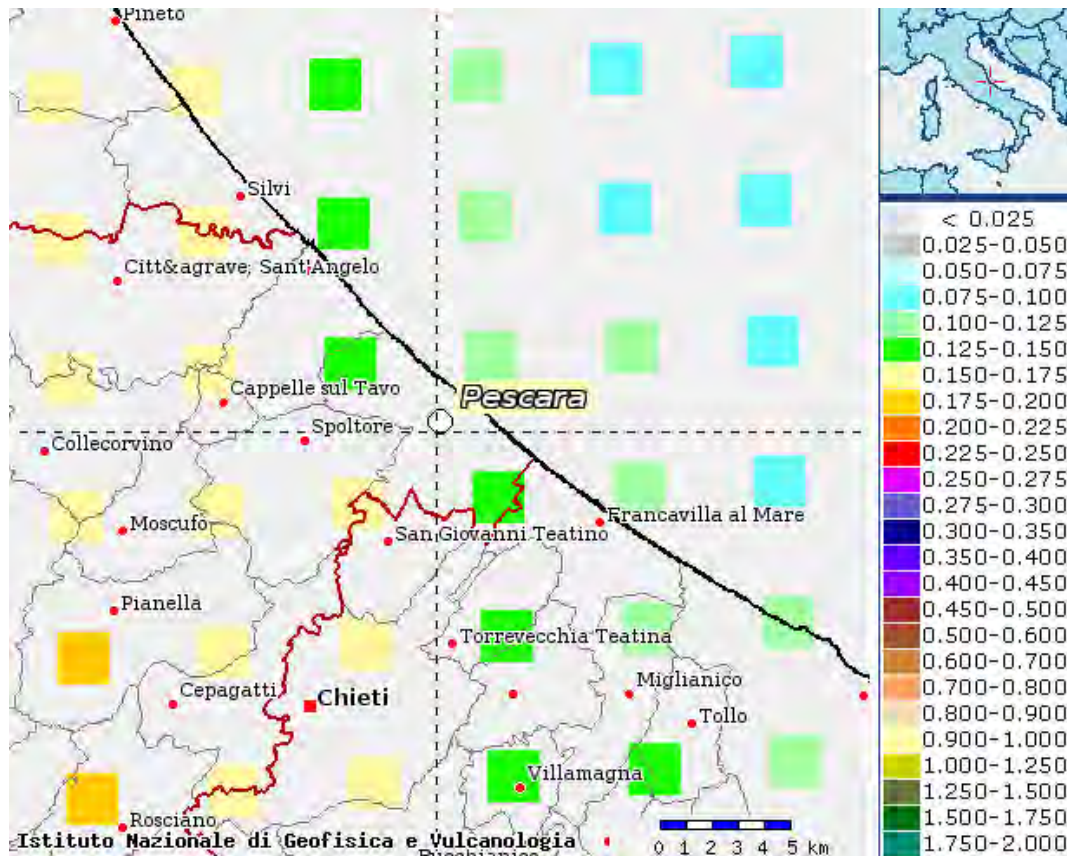 Pineto
Silvi
Citt&agrave; Sant'Angelo
Pescara
Cappelle sul Tavo
Spoltore
Collecorvino
Francavilla al Mare
Moscufo
San Giovanni Teatino
Pianella
Torrevecchia Teatina
Cepagatti
Chieti
Miglianico
Tollo
Villamagna
Rosciano
Istituto Nazionale di Geofisica e Vulcanologia
0 1 2 3 4 5 km
< 0.025
0.025-0.050
0.050-0.075
0.075-0.100
0.100-0.125
0.125-0.150
0.150-0.175
0.175-0.200
0.200-0.225
0.225-0.250
0.250-0.275
0.275-0.300
0.300-0.350
0.350-0.400
0.400-0.450
0.450-0.500
0.500-0.600
0.600-0.700
0.700-0.800
0.800-0.900
0.900-1.000
1.000-1.250
1.250-1.500
1.500-1.750
1.750-2.000